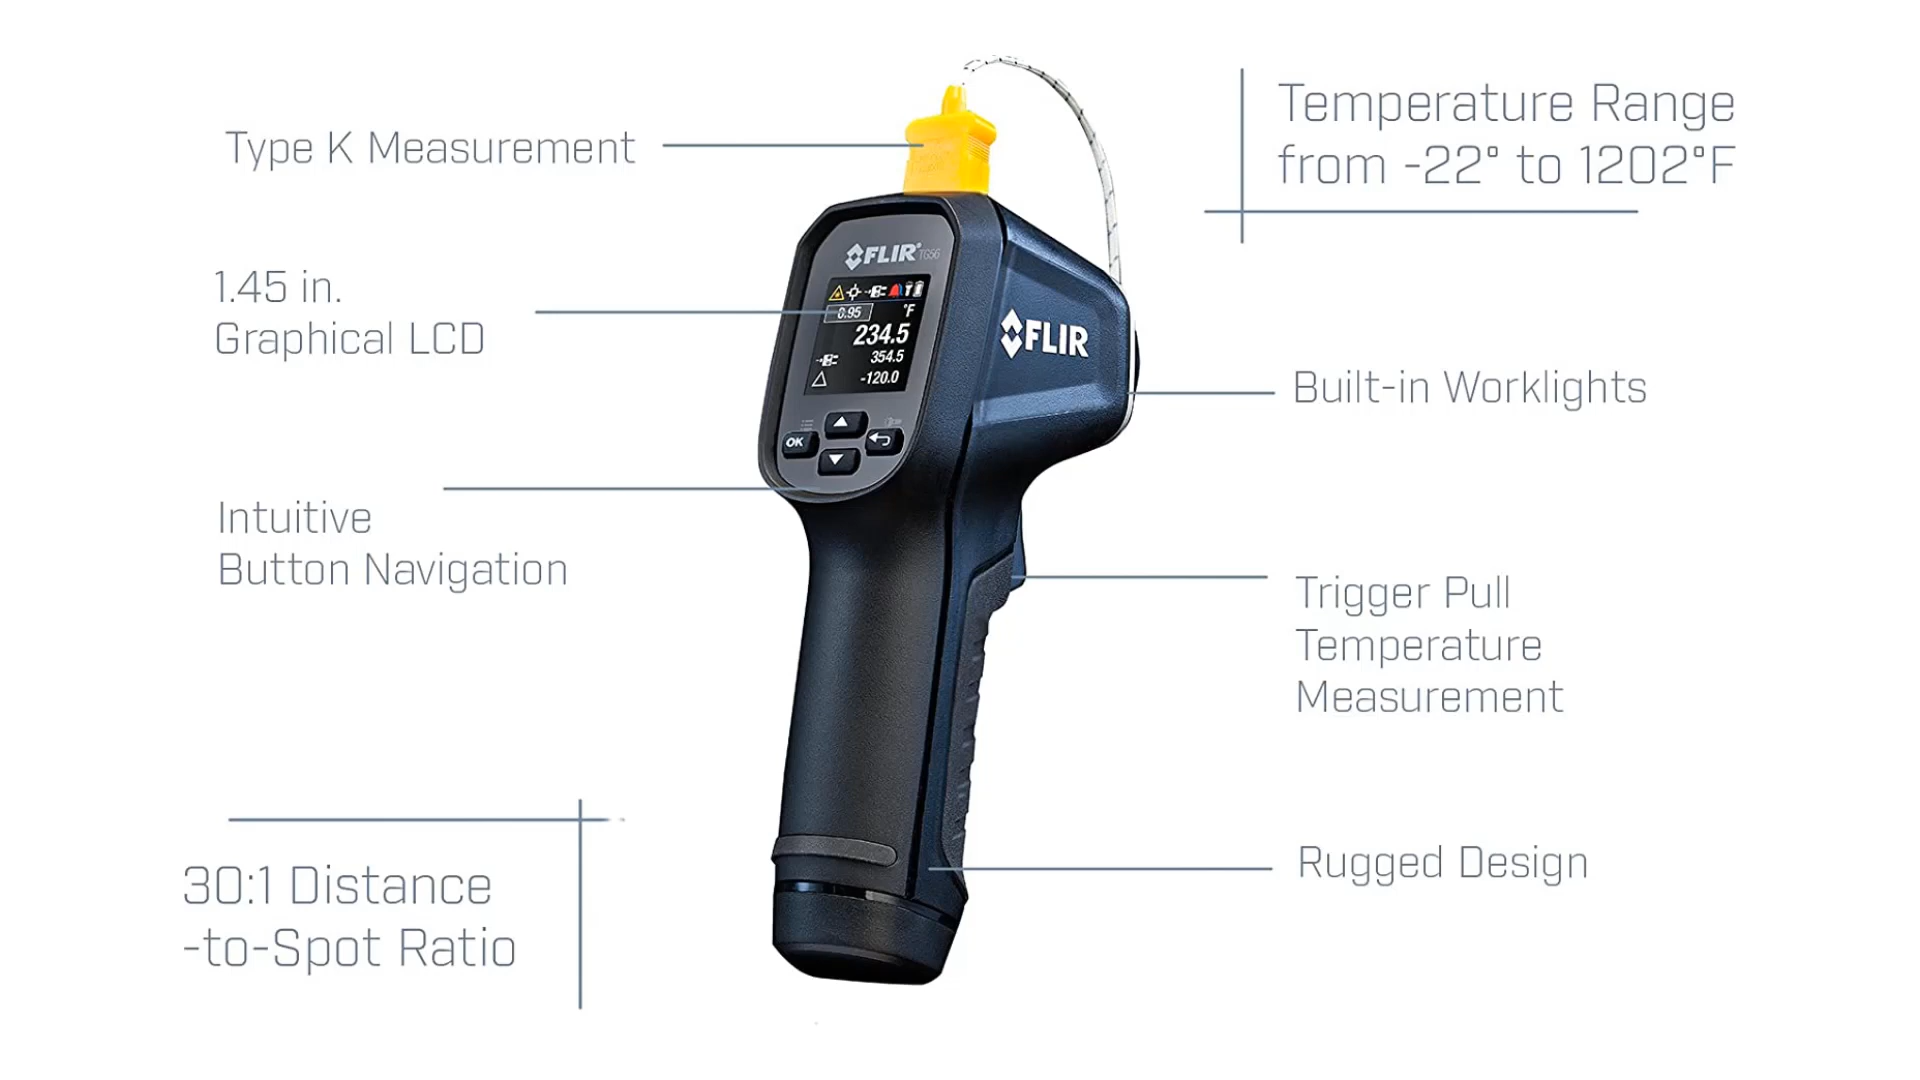 Type K Measurement
Temperature Range
from -22° to 1202°F
1.45 in.
Graphical LCD
FLIR® TG56
0.95 °F
234.5
354.5
-120.0
OK
FLIR
Built-in Worklights
Intuitive
Button Navigation
Trigger Pull
Temperature
Measurement
30:1 Distance
-to-Spot Ratio
Rugged Design